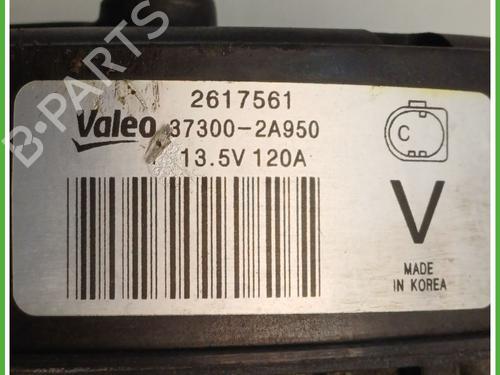 B-PARTS
2617561
Valeo 37300-2A950
13.5V 120A
C
V
MADE
IN KOREA